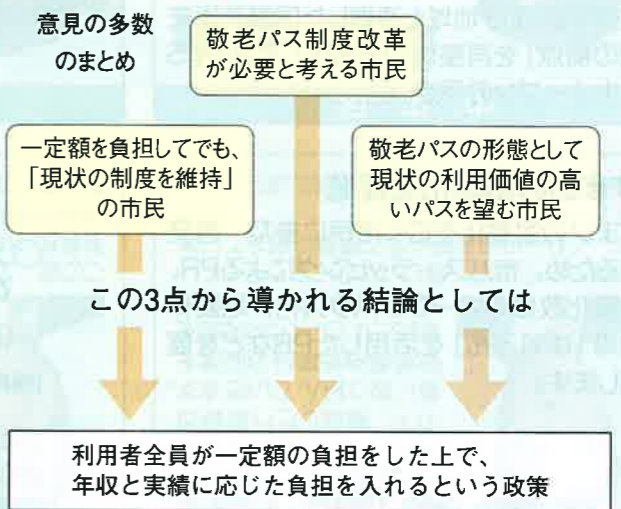 意見の多数
のまとめ
敬老パス制度改革
が必要と考える市民
一定額を負担してでも、
「現状の制度を維持」
の市民
敬老パスの形態として
現状の利用価値の高
いパスを望む市民
この3点から導かれる結論としては
利用者全員が一定額の負担をした上で、
年収と実績に応じた負担を入れるという政策